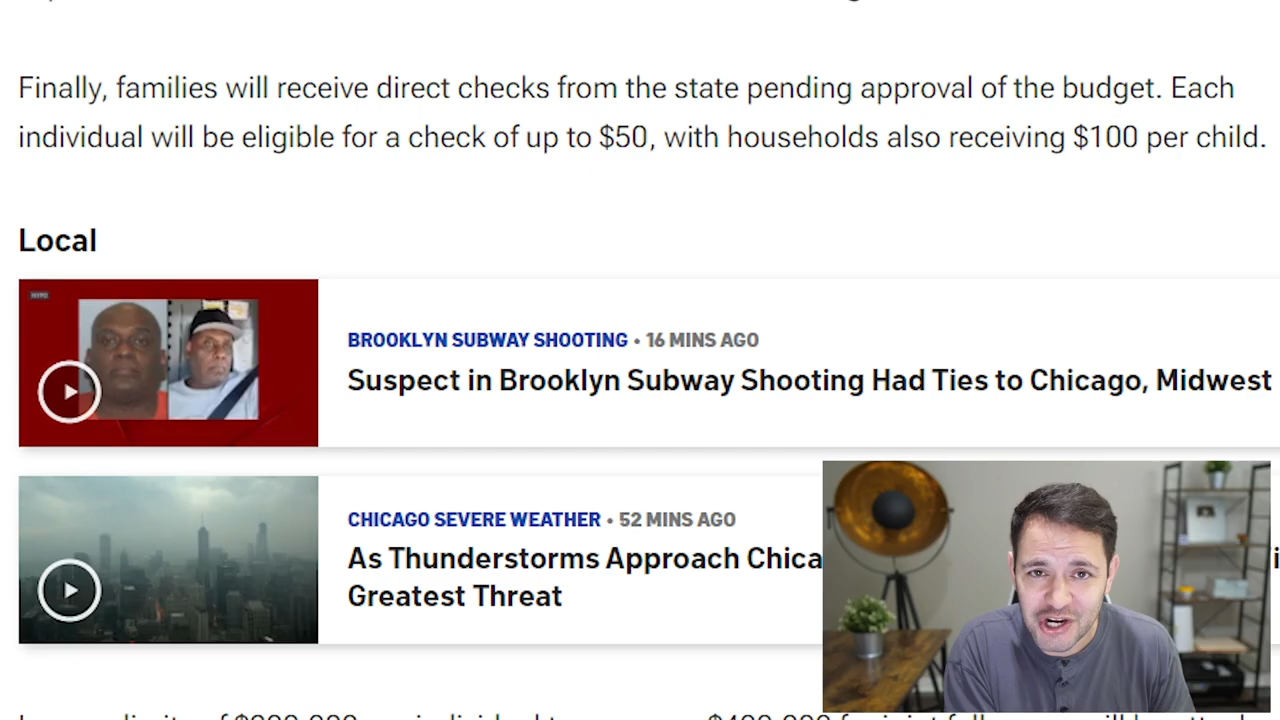 Finally, families will receive direct checks from the state pending approval of the budget. Each
individual will be eligible for a check of up to $50, with households also receiving $100 per child.
Local
NYPD
BROOKLYN SUBWAY SHOOTING • 16 MINS AGO
Suspect in Brooklyn Subway Shooting Had Ties to Chicago, Midwest
CHICAGO SEVERE WEATHER • 52 MINS AGO
As Thunderstorms Approach
Greatest Threat